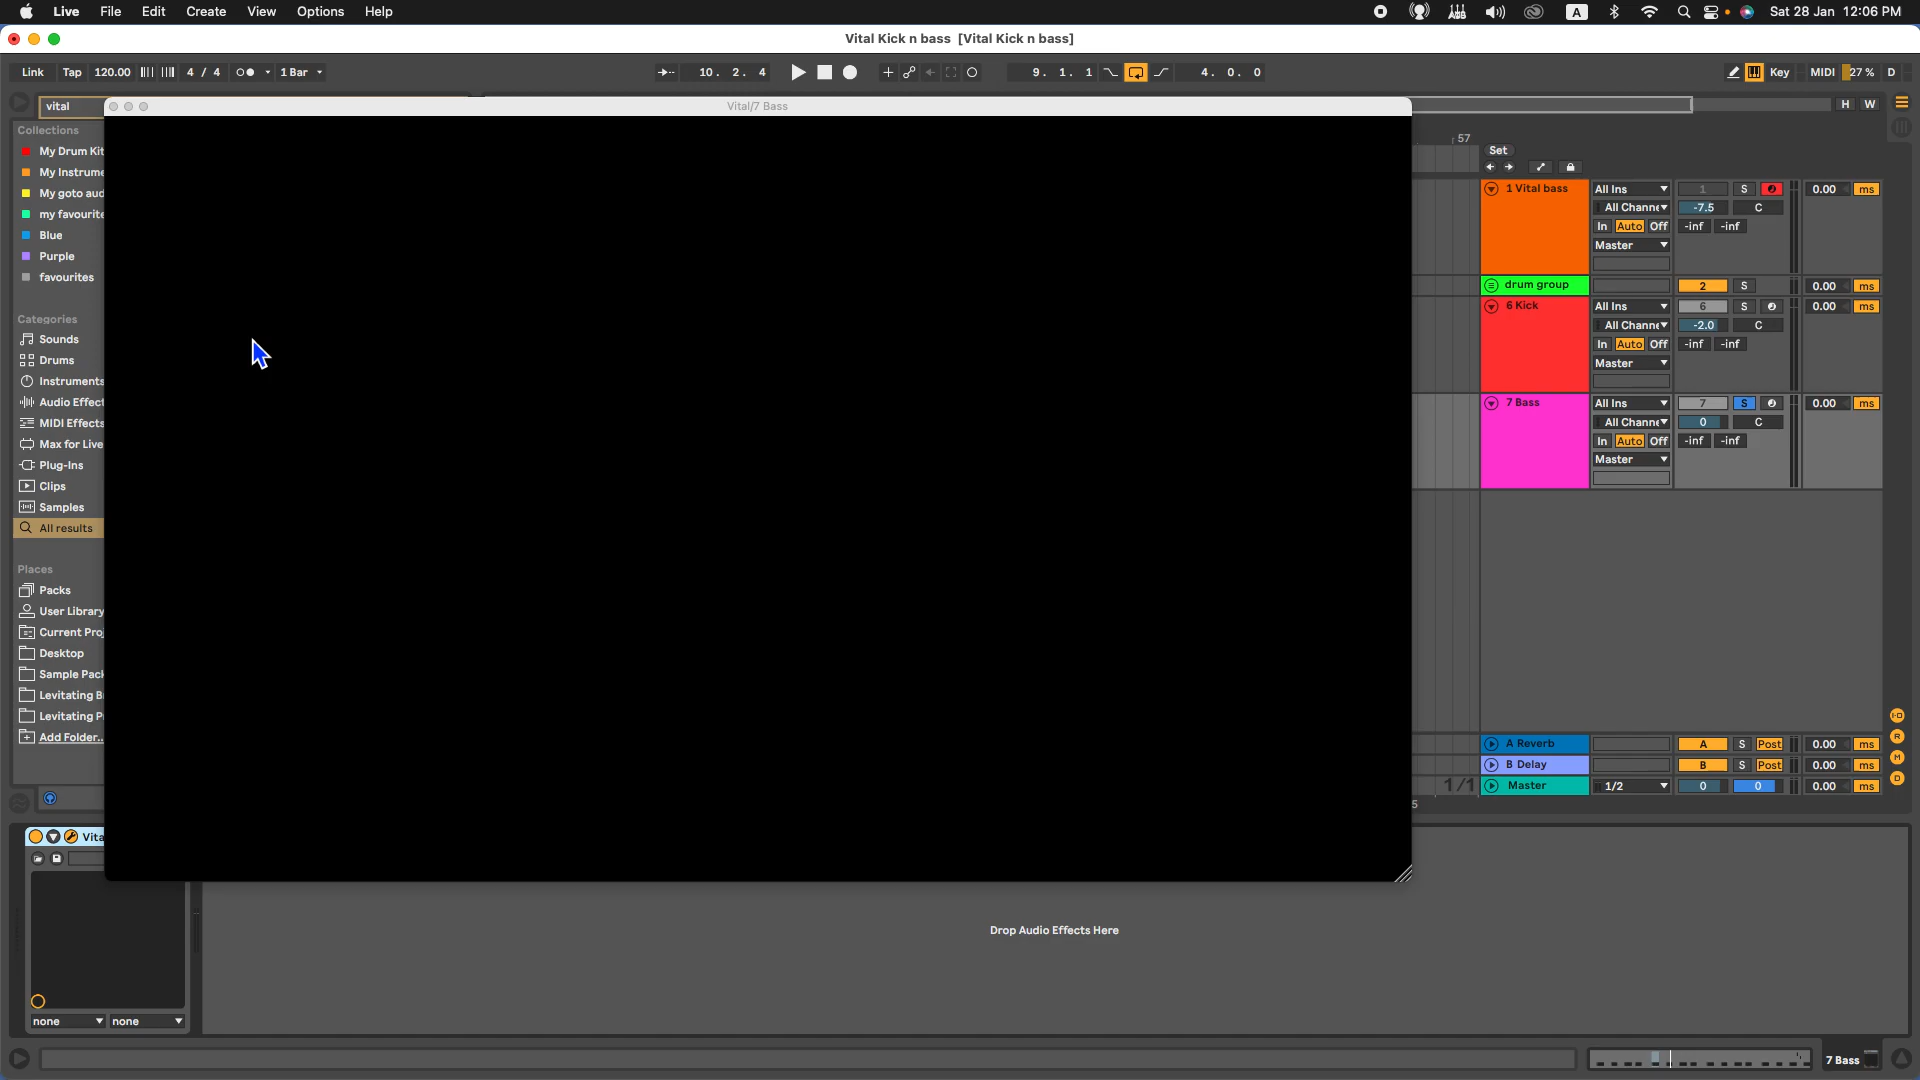 Live File Edit Create View Options Help
A
Sat 28 Jan 12:06 PM
Vital Kick n bass [Vital Kick n bass]
Link Tap 120.00 4 / 4 1 Bar
10. 2. 4
9. 1. 1
4. 0. 0
Key MIDI 27 % D
vital
Vital/7 Bass
H W
Collections
My Drum Kit
My Instrume
My goto aud
my favourite
Blue
Purple
favourites
Categories
Sounds
Drums
Instruments
Audio Effect
MIDI Effects
Max for Live
Plug-Ins
Clips
Samples
All results
Places
Packs
User Library
Current Proj
Desktop
Sample Pack
Levitating B
Levitating P
Add Folder..
57
Set
1 Vital bass All Ins 1 S 0.00 ms
All Channe -7.5 C
In Auto Off -inf -inf
Master
drum group 2 S 0.00 ms
6 Kick All Ins 6 S 0.00 ms
All Channe -2.0 C
In Auto Off -inf -inf
Master
7 Bass All Ins 7 S 0.00 ms
All Channe 0 C
In Auto Off -inf -inf
Master
I-O
R
M
D
A Reverb A S Post 0.00 ms
B Delay B S Post 0.00 ms
1/1 Master 1/2 0 0 0.00 ms
5
Vita
Drop Audio Effects Here
none none
7 Bass